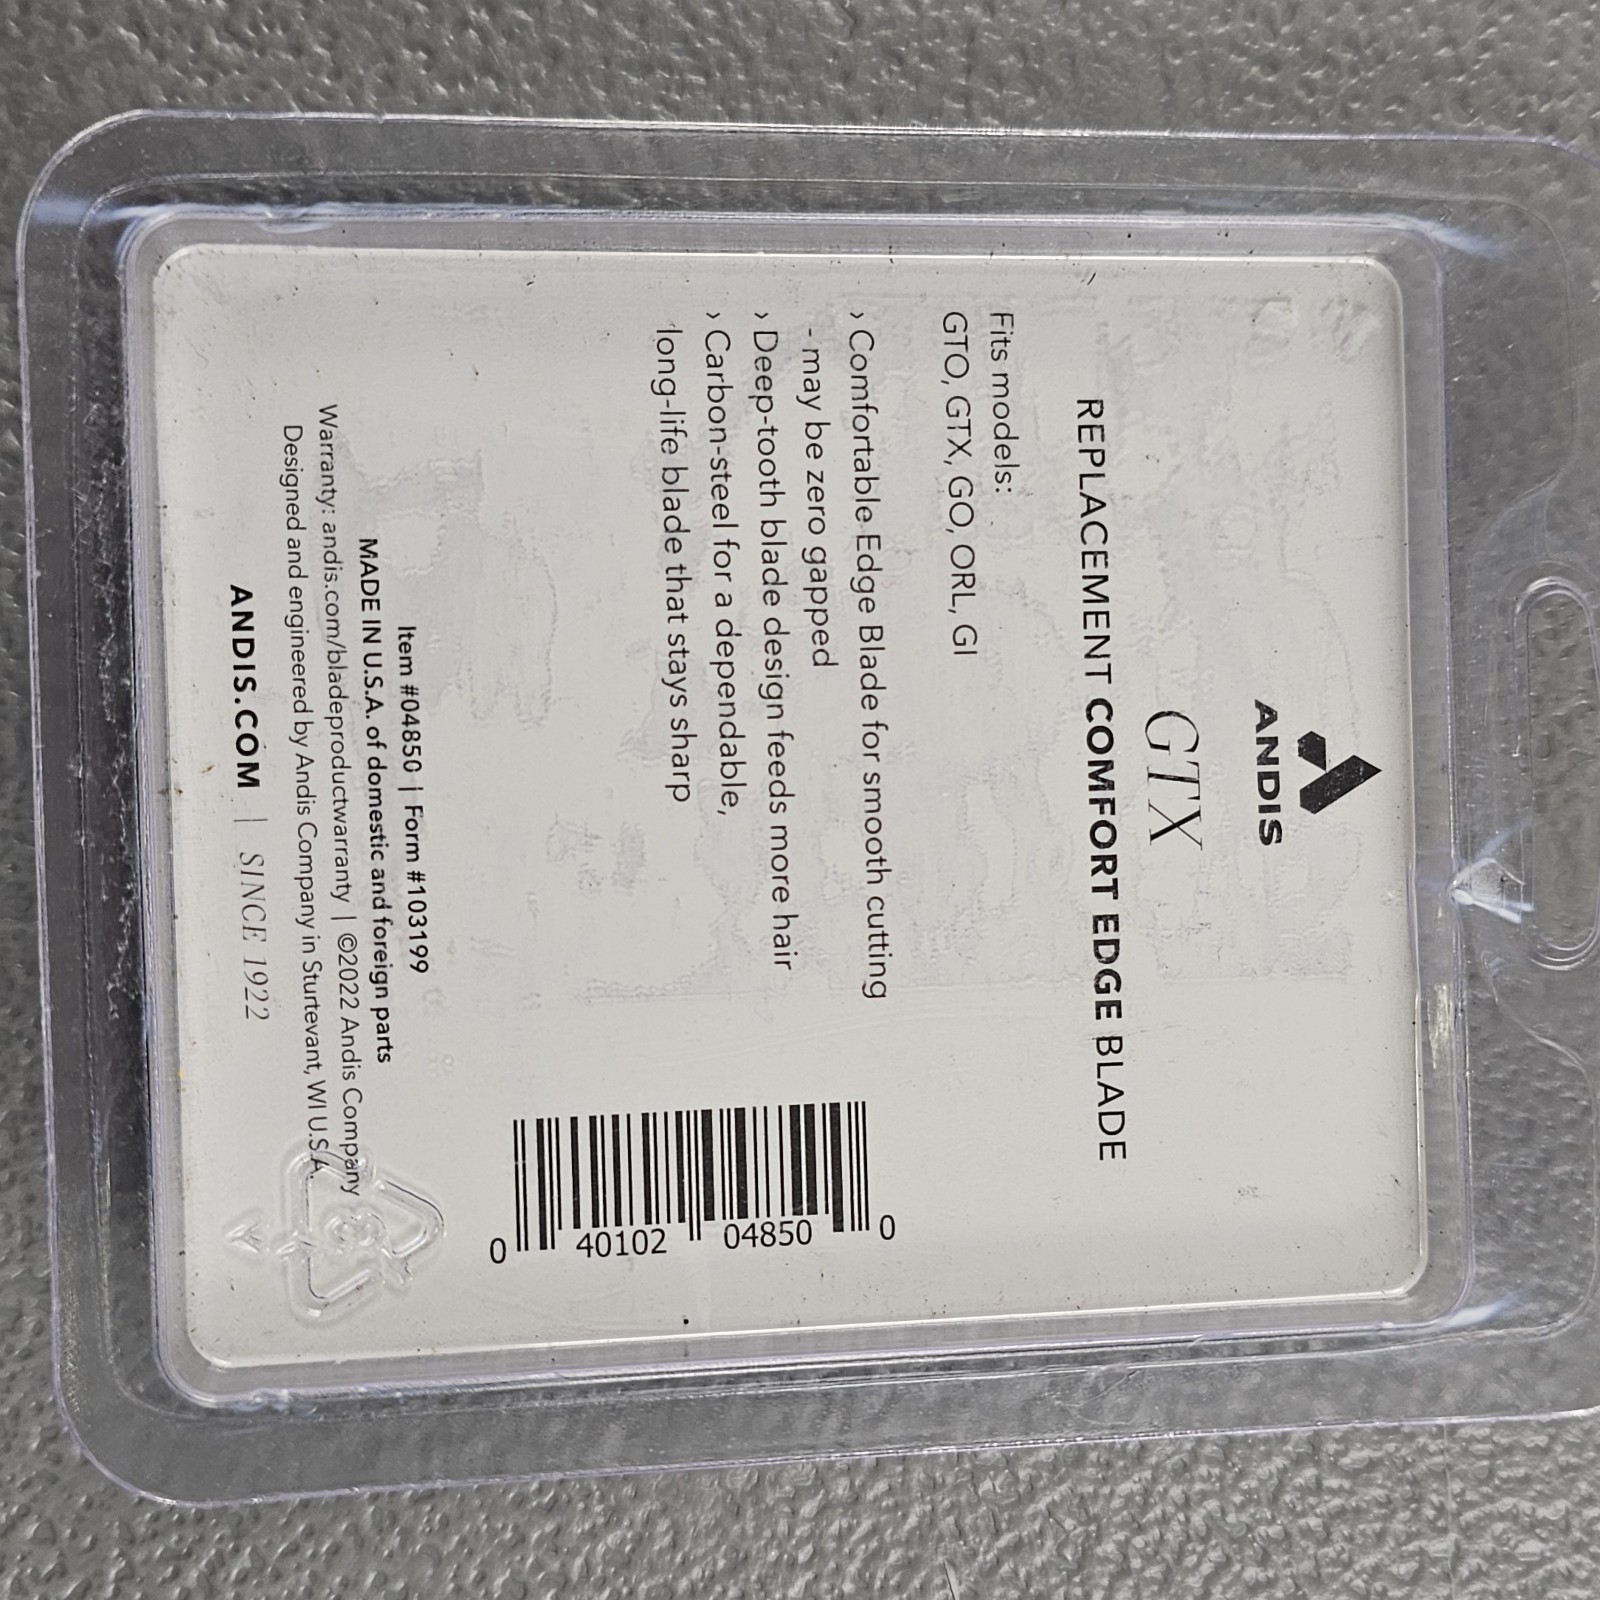 ANDIS
GTX
REPLACEMENT COMFORT EDGE BLADE
Fits models:
GTO, GTX, GO, ORL, GI
› Comfortable Edge Blade for smooth cutting
- may be zero gapped
› Deep-tooth blade design feeds more hair
› Carbon-steel for a dependable,
long-life blade that stays sharp
0 40102 04850 0
Item #04850 | Form #103199
MADE IN U.S.A. of domestic and foreign parts
Warranty: andis.com/bladeproductwarranty | ©2022 Andis Company
Designed and engineered by Andis Company in Sturtevant, WI U.S.A.
ANDIS.COM | SINCE 1922